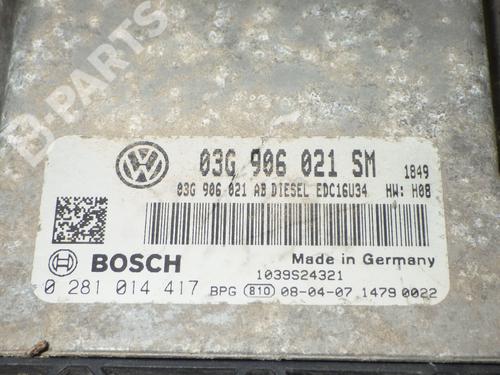 B-PARTS
03G 906 021 SM 1849
03G 906 021 AB DIESEL EDC16U34 HW: H08
BOSCH
Made in Germany
1039S24321
0 281 014 417 BPG 810 08-04-07 1479 0022